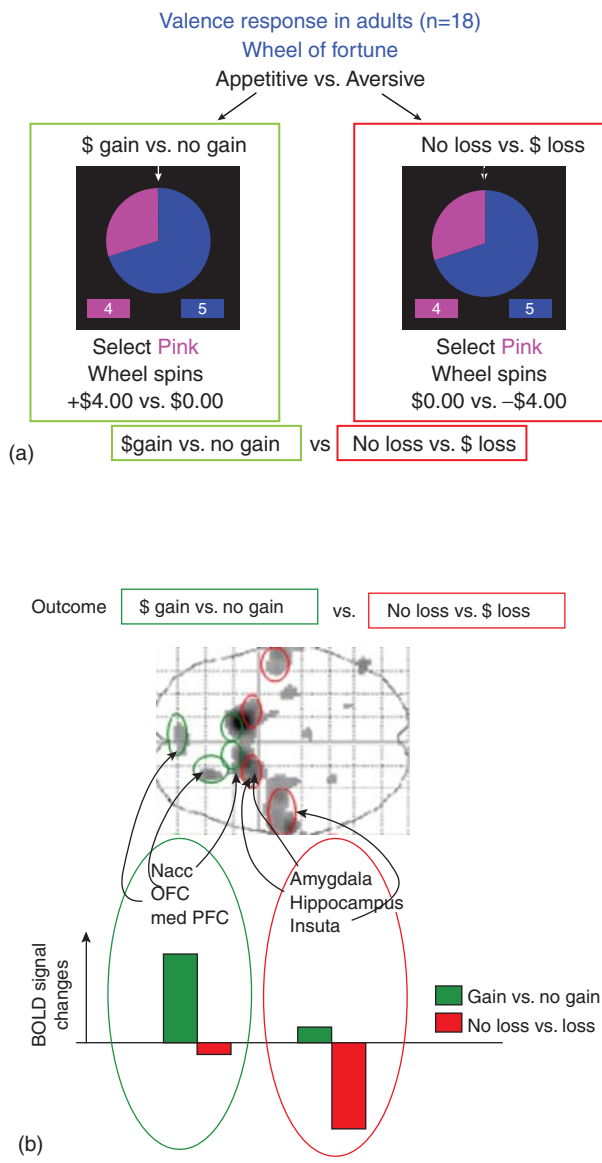 Valence response in adults (n=18)
Wheel of fortune
Appetitive vs. Aversive
$ gain vs. no gain
4 5
Select Pink
Wheel spins
+$4.00 vs. $0.00
No loss vs. $ loss
4 5
Select Pink
Wheel spins
$0.00 vs. –$4.00
(a)
$gain vs. no gain vs No loss vs. $ loss
Outcome $ gain vs. no gain vs. No loss vs. $ loss
Nacc
OFC
med PFC
Amygdala
Hippocampus
Insuta
BOLD signal
changes
Gain vs. no gain
No loss vs. loss
(b)